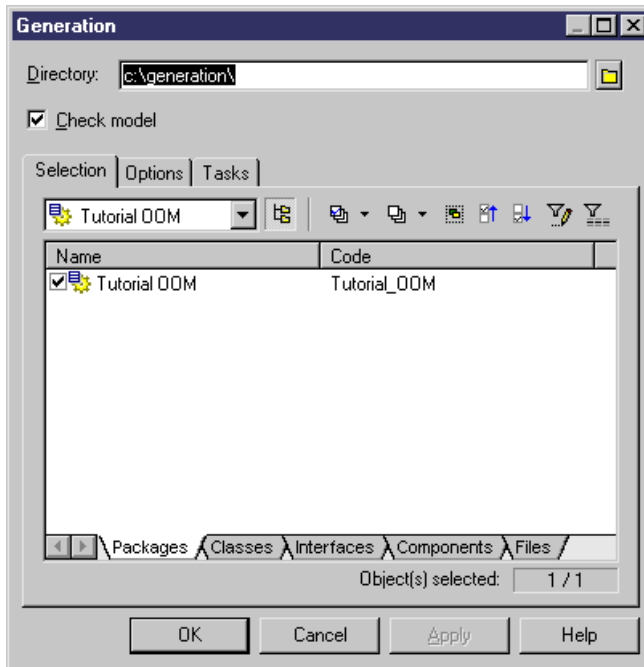 Generation
Directory: c:\generation\
Check model
Selection Options Tasks
Tutorial OOM
Name Code
Tutorial OOM Tutorial_OOM
Packages Classes Interfaces Components Files
Object(s) selected: 1 / 1
OK Cancel Apply Help